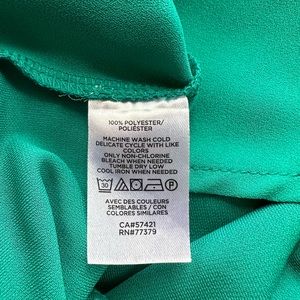 100% POLYESTER/
POLIÉSTER
MACHINE WASH COLD
DELICATE CYCLE WITH LIKE
COLORS
ONLY NON-CHLORINE
BLEACH WHEN NEEDED
TUMBLE DRY LOW
COOL IRON WHEN NEEDED
30 P
AVEC DES COULEURS
SEMBLABLES / CON
COLORES SIMILARES
CA#57421
RN#77379